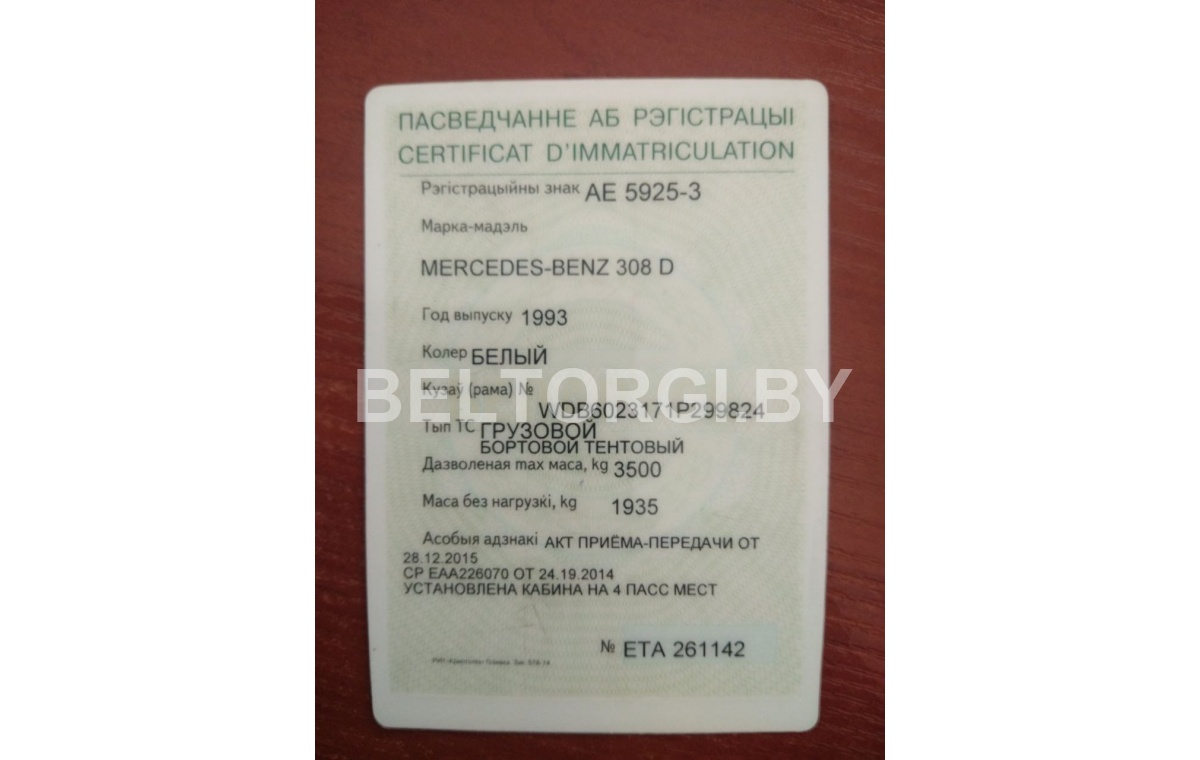 ПАСВЕДЧАННЕ АБ РЭГІСТРАЦЫІ
CERTIFICAT D'IMMATRICULATION
Рэгістрацыйны знак AE 5925-3
Марка-мадэль
MERCEDES-BENZ 308 D
Год выпуску 1993
Колер БЕЛЫЙ
Кузаў (рама) №
WDB6023171P299824
BELTORGI.BY
Тып ТС ГРУЗОВОЙ
БОРТОВОЙ ТЕНТОВЫЙ
Дазволеная max маса, kg 3500
Маса без нагрузкі, kg 1935
Асобыя адзнакі АКТ ПРИЁМА-ПЕРЕДАЧИ ОТ
28.12.2015
СР ЕАА226070 ОТ 24.19.2014
УСТАНОВЛЕНА КАБИНА НА 4 ПАСС МЕСТ
№ ЕТА 261142